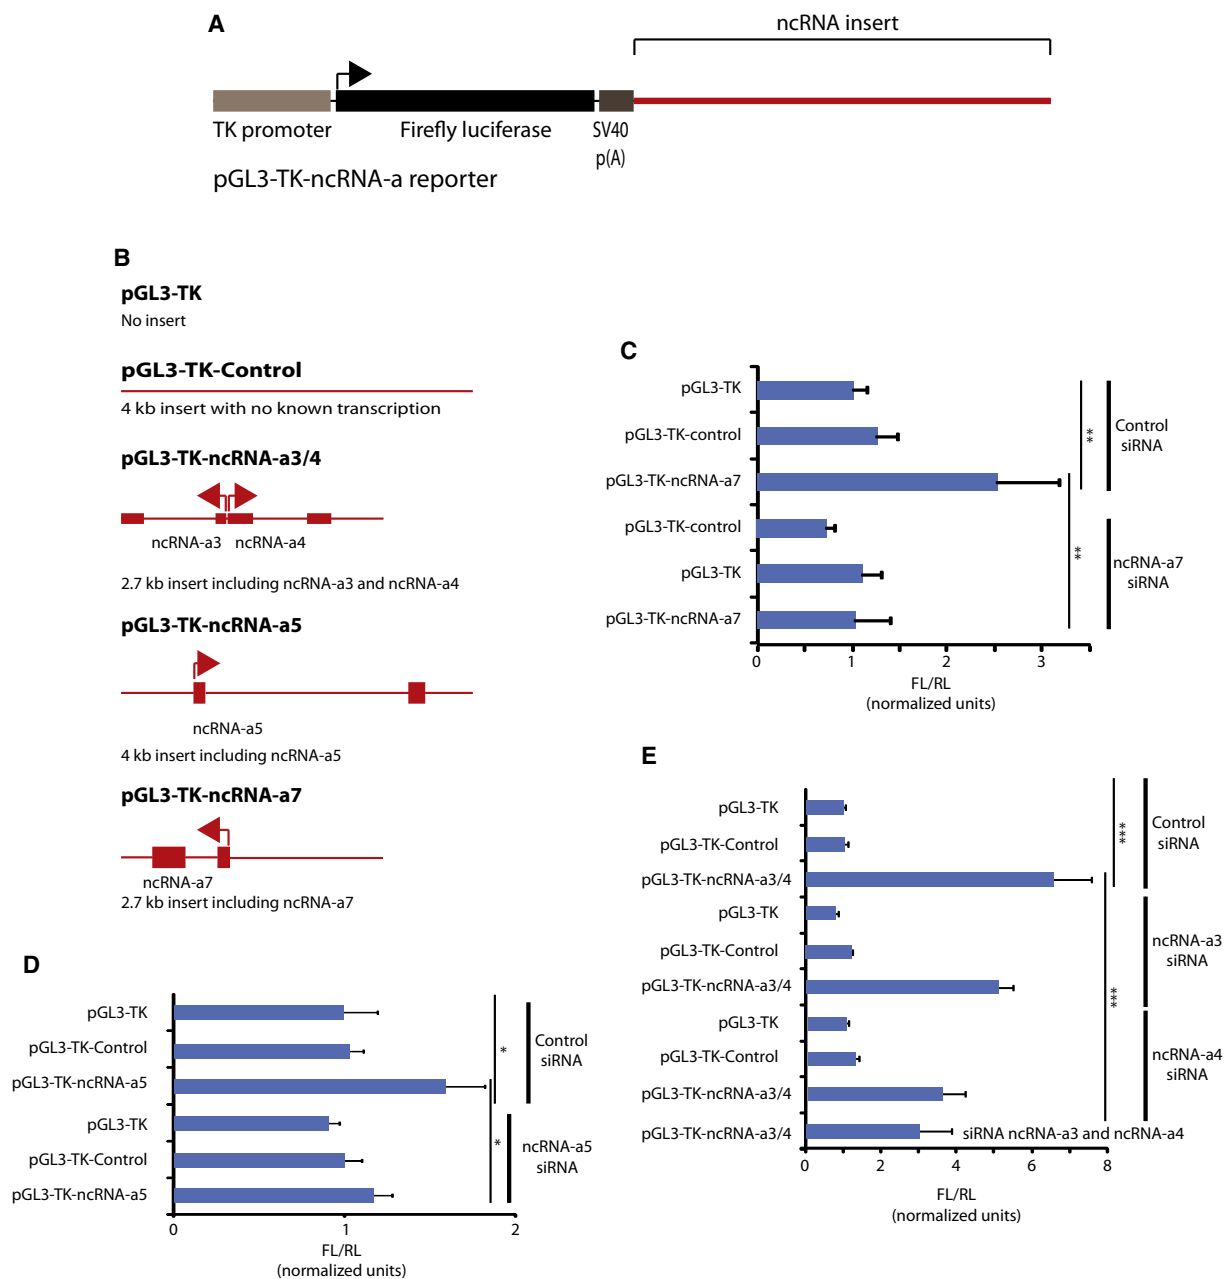 A
ncRNA insert
TK promoter
Firefly luciferase
SV40
p(A)
pGL3-TK-ncRNA-a reporter
B
pGL3-TK
No insert
pGL3-TK-Control
4 kb insert with no known transcription
pGL3-TK-ncRNA-a3/4
ncRNA-a3
ncRNA-a4
2.7 kb insert including ncRNA-a3 and ncRNA-a4
pGL3-TK-ncRNA-a5
ncRNA-a5
4 kb insert including ncRNA-a5
pGL3-TK-ncRNA-a7
ncRNA-a7
2.7 kb insert including ncRNA-a7
C
pGL3-TK
pGL3-TK-control
pGL3-TK-ncRNA-a7
pGL3-TK-control
pGL3-TK
pGL3-TK-ncRNA-a7
**
**
Control
siRNA
ncRNA-a7
siRNA
0 1 2 3
FL/RL
(normalized units)
D
pGL3-TK
pGL3-TK-Control
pGL3-TK-ncRNA-a5
pGL3-TK
pGL3-TK-Control
pGL3-TK-ncRNA-a5
*
*
Control
siRNA
ncRNA-a5
siRNA
0 1 2
FL/RL
(normalized units)
E
pGL3-TK
pGL3-TK-Control
pGL3-TK-ncRNA-a3/4
pGL3-TK
pGL3-TK-Control
pGL3-TK-ncRNA-a3/4
pGL3-TK
pGL3-TK-Control
pGL3-TK-ncRNA-a3/4
pGL3-TK-ncRNA-a3/4
siRNA ncRNA-a3 and ncRNA-a4
***
***
Control
siRNA
ncRNA-a3
siRNA
ncRNA-a4
siRNA
0 2 4 6 8
FL/RL
(normalized units)